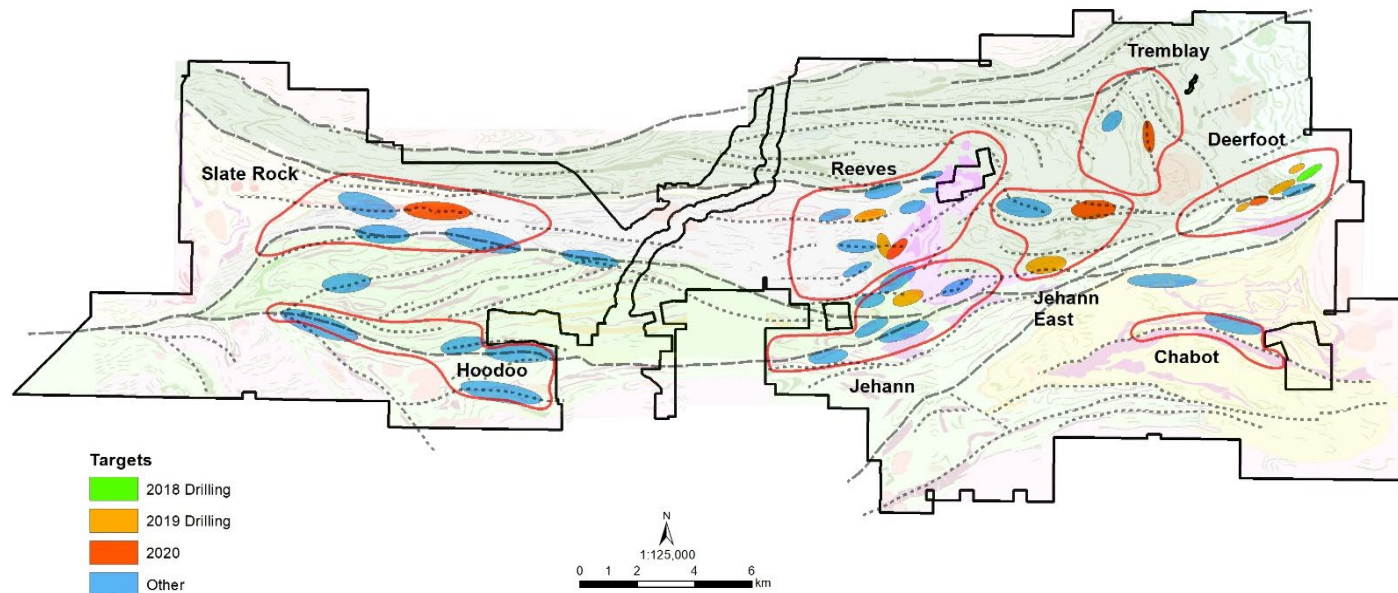 Tremblay
Deerfoot
Slate Rock
Reeves
Jehann
East
Chabot
Hoodoo
Jehann
Targets
2018 Drilling
2019 Drilling
2020
Other
N
1:125,000
0 1 2 4 6
km